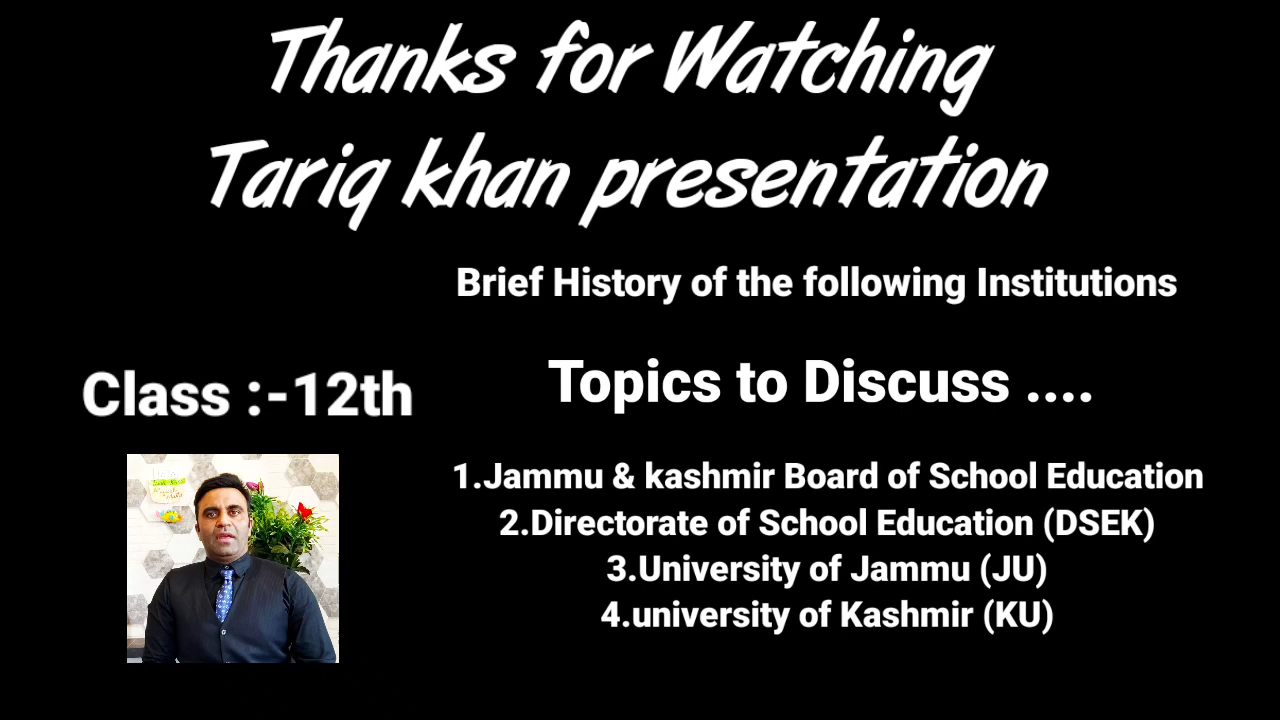 Thanks for Watching
Tariq khan presentation
Brief History of the following Institutions
Class :-12th
Topics to Discuss ....
1.Jammu & kashmir Board of School Education
2.Directorate of School Education (DSEK)
3.University of Jammu (JU)
4.university of Kashmir (KU)